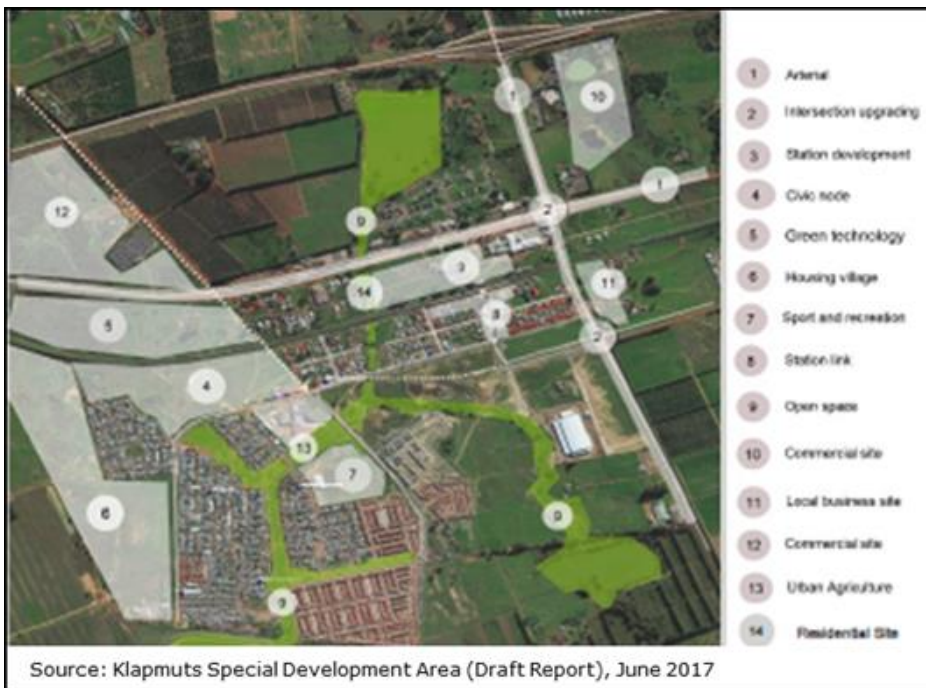 1
10
1
12
9
2
3
14
11
8
5
2
4
13
7
6
9
9
1 Arterial
2 Intersection upgrading
3 Station development
4 Civic node
5 Green technology
6 Housing village
7 Sport and recreation
8 Station link
9 Open space
10 Commercial site
11 Local business site
12 Commercial site
13 Urban Agriculture
14 Residential Site
Source: Klapmuts Special Development Area (Draft Report), June 2017